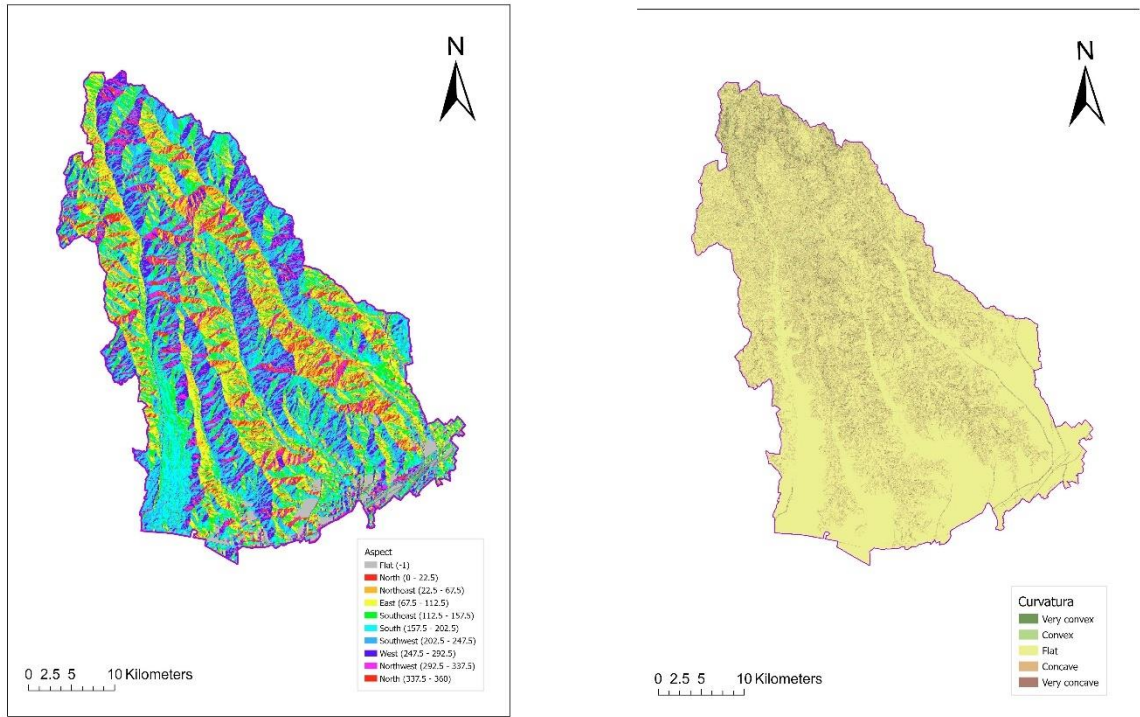 N
Aspect
Flat (-1)
North (0 - 22.5)
Northeast (22.5 - 67.5)
East (67.5 - 112.5)
Southeast (112.5 - 157.5)
South (157.5 - 202.5)
Southwest (202.5 - 247.5)
West (247.5 - 292.5)
Northwest (292.5 - 337.5)
North (337.5 - 360)
0 2.5 5 10 Kilometers
N
Curvatura
Very convex
Convex
Flat
Concave
Very concave
0 2.5 5 10 Kilometers